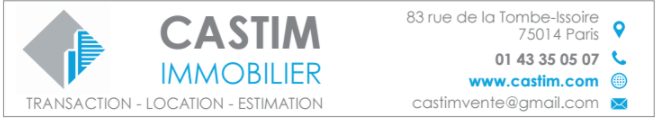 CASTIM
IMMOBILIER
TRANSACTION - LOCATION - ESTIMATION
83 rue de la Tombe-Issoire
75014 Paris
01 43 35 05 07
www.castim.com
castimvente@gmail.com